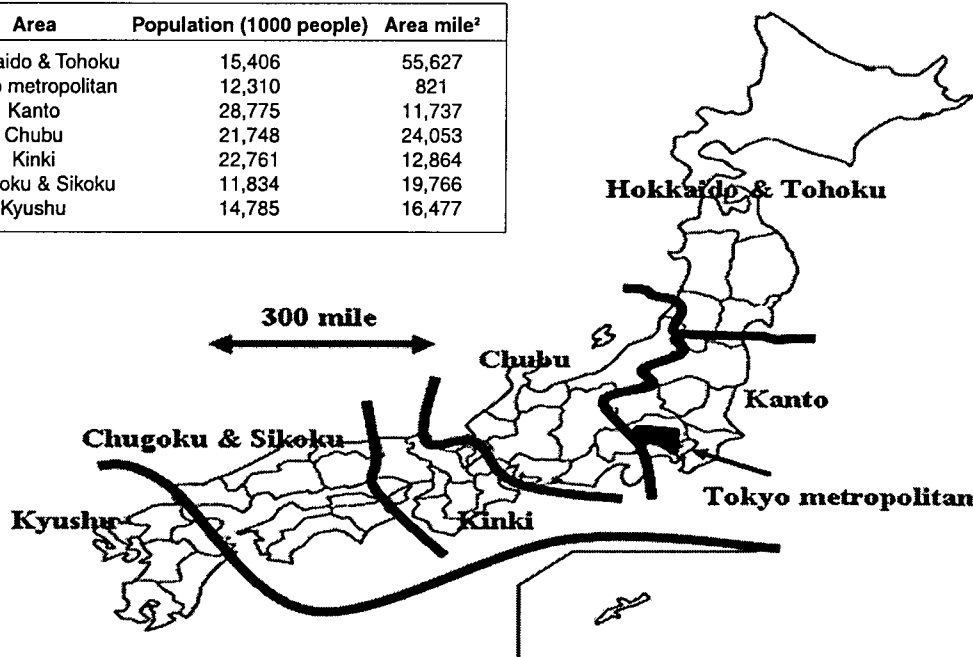 Area Population (1000 people) Area mile²
aido & Tohoku 15,406 55,627
metropolitan 12,310 821
Kanto 28,775 11,737
Chubu 21,748 24,053
Kinki 22,761 12,864
oku & Sikoku 11,834 19,766
Kyushu 14,785 16,477
Hokkaido & Tohoku
300 mile
Chubu
Kanto
Chugoku & Sikoku
Tokyo metropolitan
Kyushu
Kinki